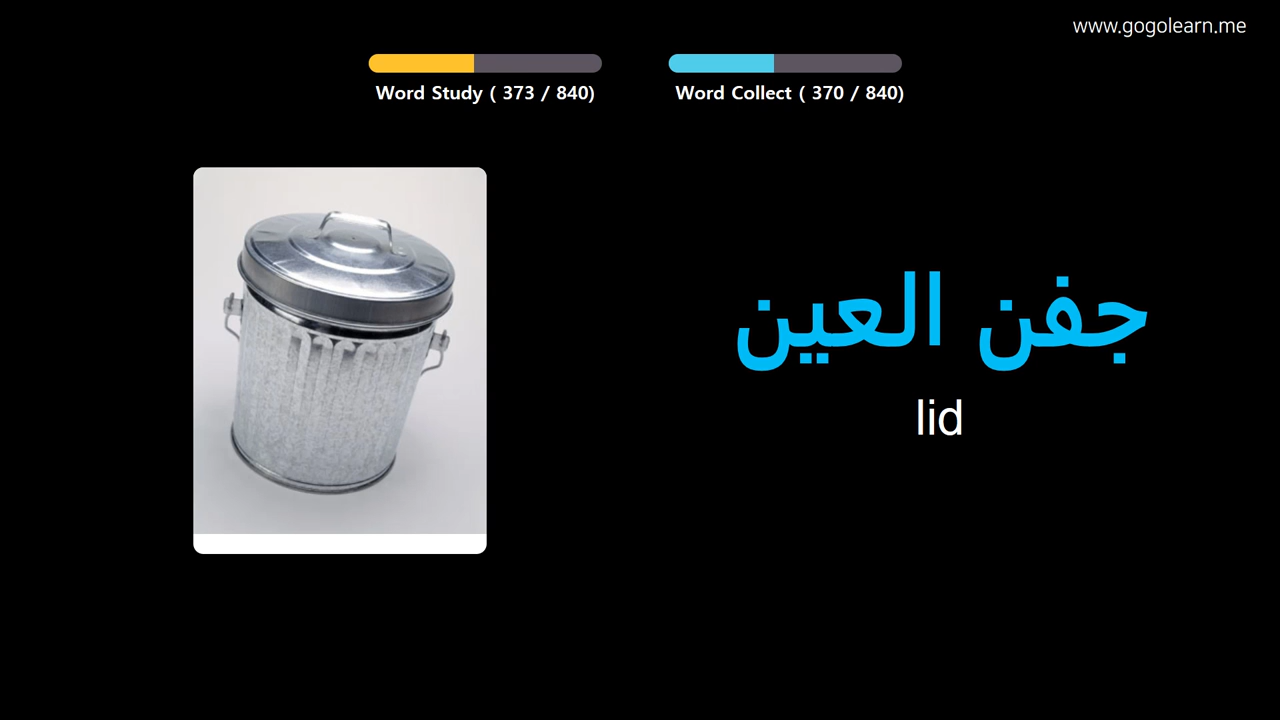 www.gogolearn.me
Word Study ( 373 / 840)
Word Collect ( 370 / 840)
جفن العين
lid